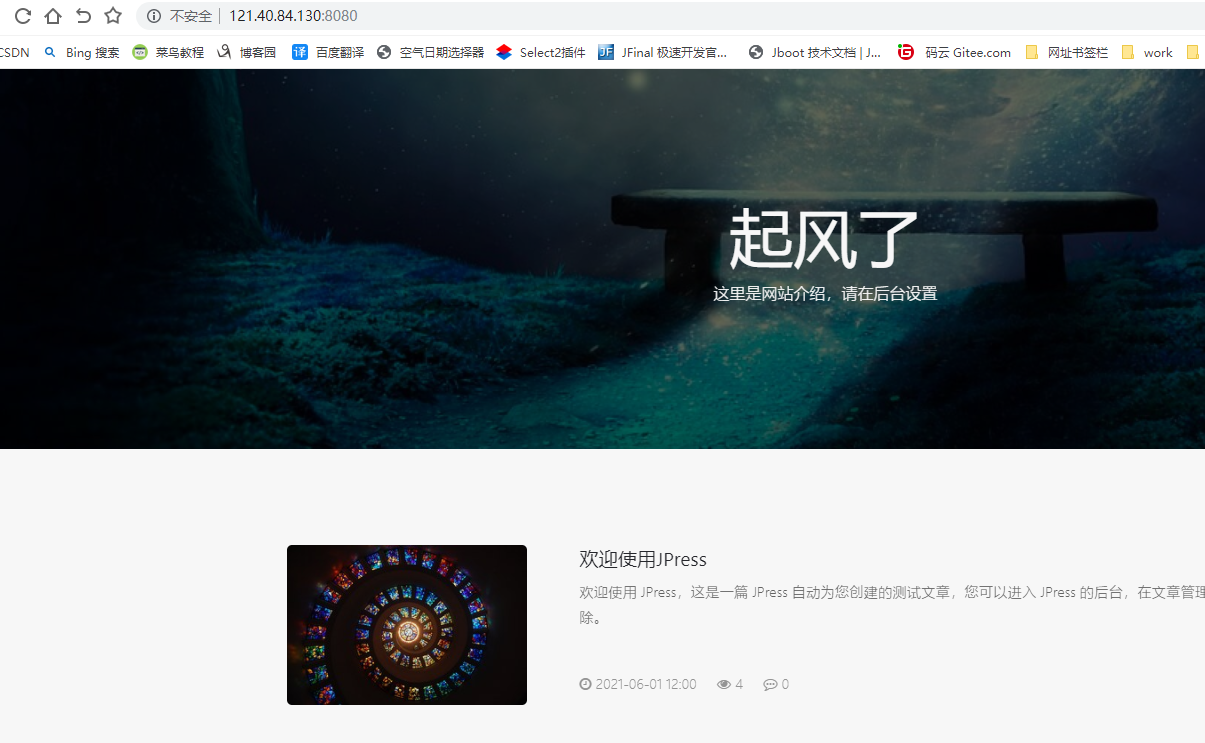 不安全 | 121.40.84.130:8080
CSDN Bing 搜索 菜鸟教程 博客园 译 百度翻译 空气日期选择器 Select2插件 JF JFinal 极速开发官... Jboot 技术文档 | J... 码云 Gitee.com 网址书签栏 work
起风了
这里是网站介绍，请在后台设置
欢迎使用JPress
欢迎使用 JPress，这是一篇 JPress 自动为您创建的测试文章，您可以进入 JPress 的后台，在文章管理
除。
2021-06-01 12:00 4 0